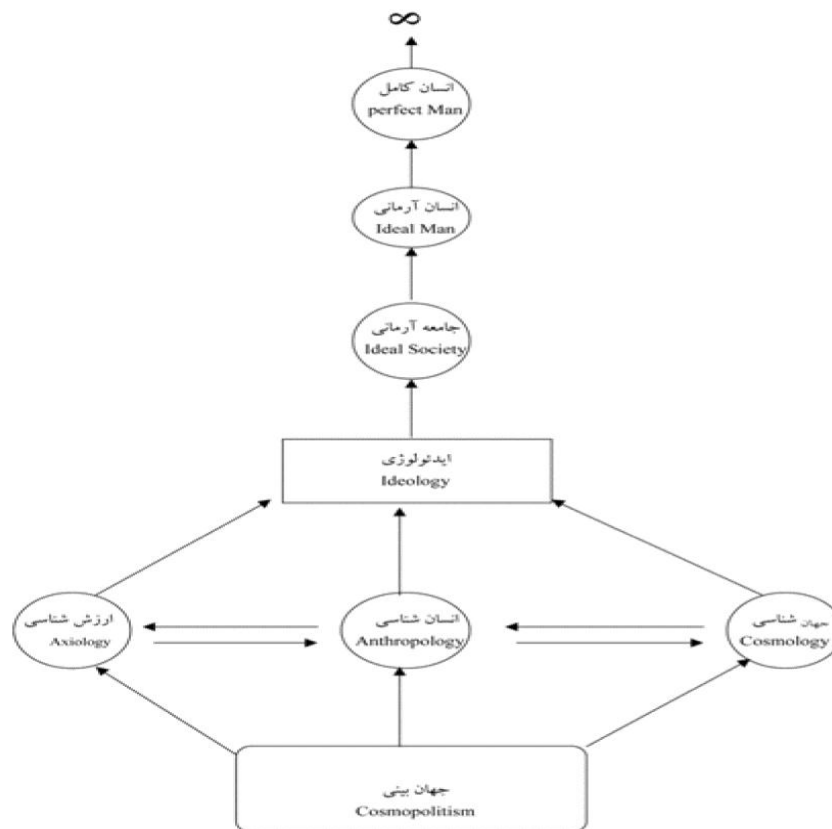 ∞
انسان کامل
perfect Man
انسان آرمانی
Ideal Man
جامعه آرمانی
Ideal Society
ایدئولوژی
Ideology
ارزش شناسی
Axiology
انسان شناسی
Anthropology
جهان شناسی
Cosmology
جهان بینی
Cosmopolitism